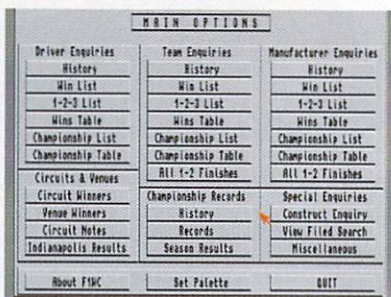 MAIN OPTIONS
Driver Enquiries
History
Win List
1-2-3 List
Wins Table
Championship List
Championship Table
Circuits & Venues
Circuit Winners
Venue Winners
Circuit Notes
Indianapolis Results
Team Enquiries
History
Win List
1-2-3 List
Wins Table
Championship List
Championship Table
All 1-2 Finishes
Championship Records
History
Records
Season Results
Manufacturer Enquiries
History
Win List
1-2-3 List
Wins Table
Championship List
Championship Table
All 1-2 Finishes
Special Enquiries
Construct Enquiry
View Filed Search
Miscellaneous
About F1WC
Set Palette
QUIT